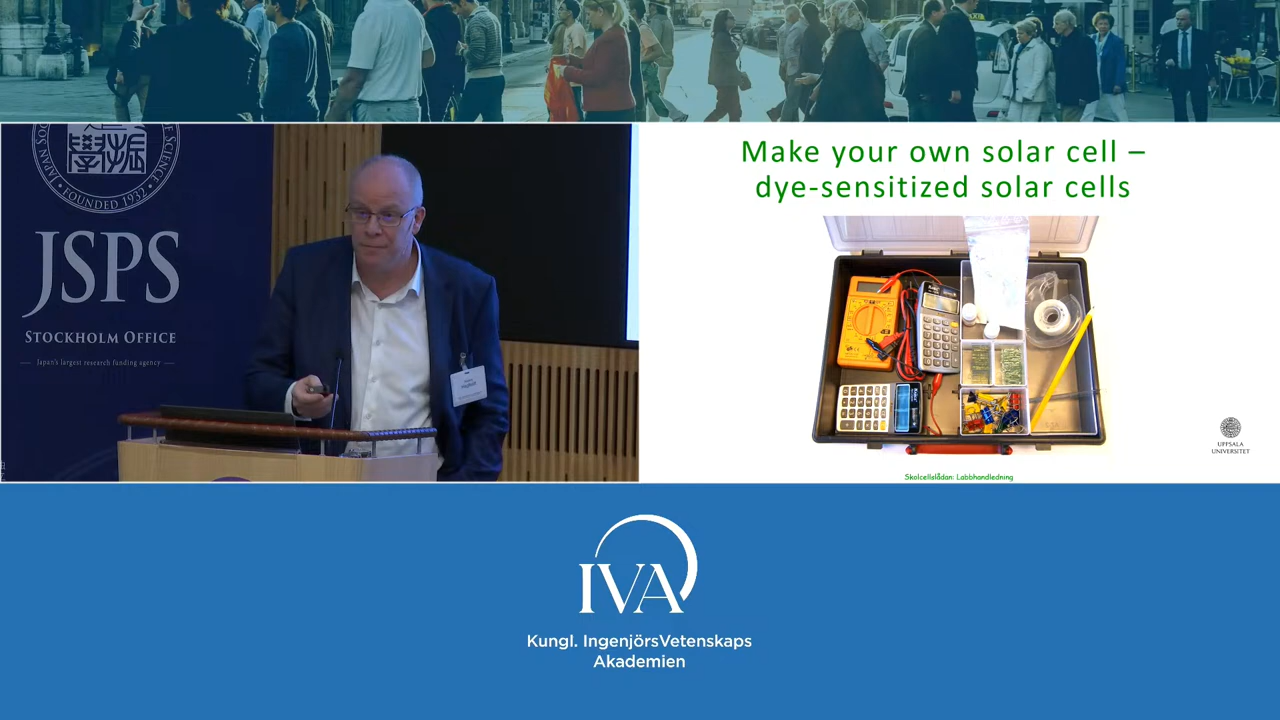 FOUNDED 1932
JSPS
STOCKHOLM OFFICE
Japan's largest research funding agency
Make your own solar cell –
dye-sensitized solar cells
UPPSALA
UNIVERSITET
Skolcellslådan: Labbhandledning
IVA
Kungl. IngenjörsVetenskaps
Akademien